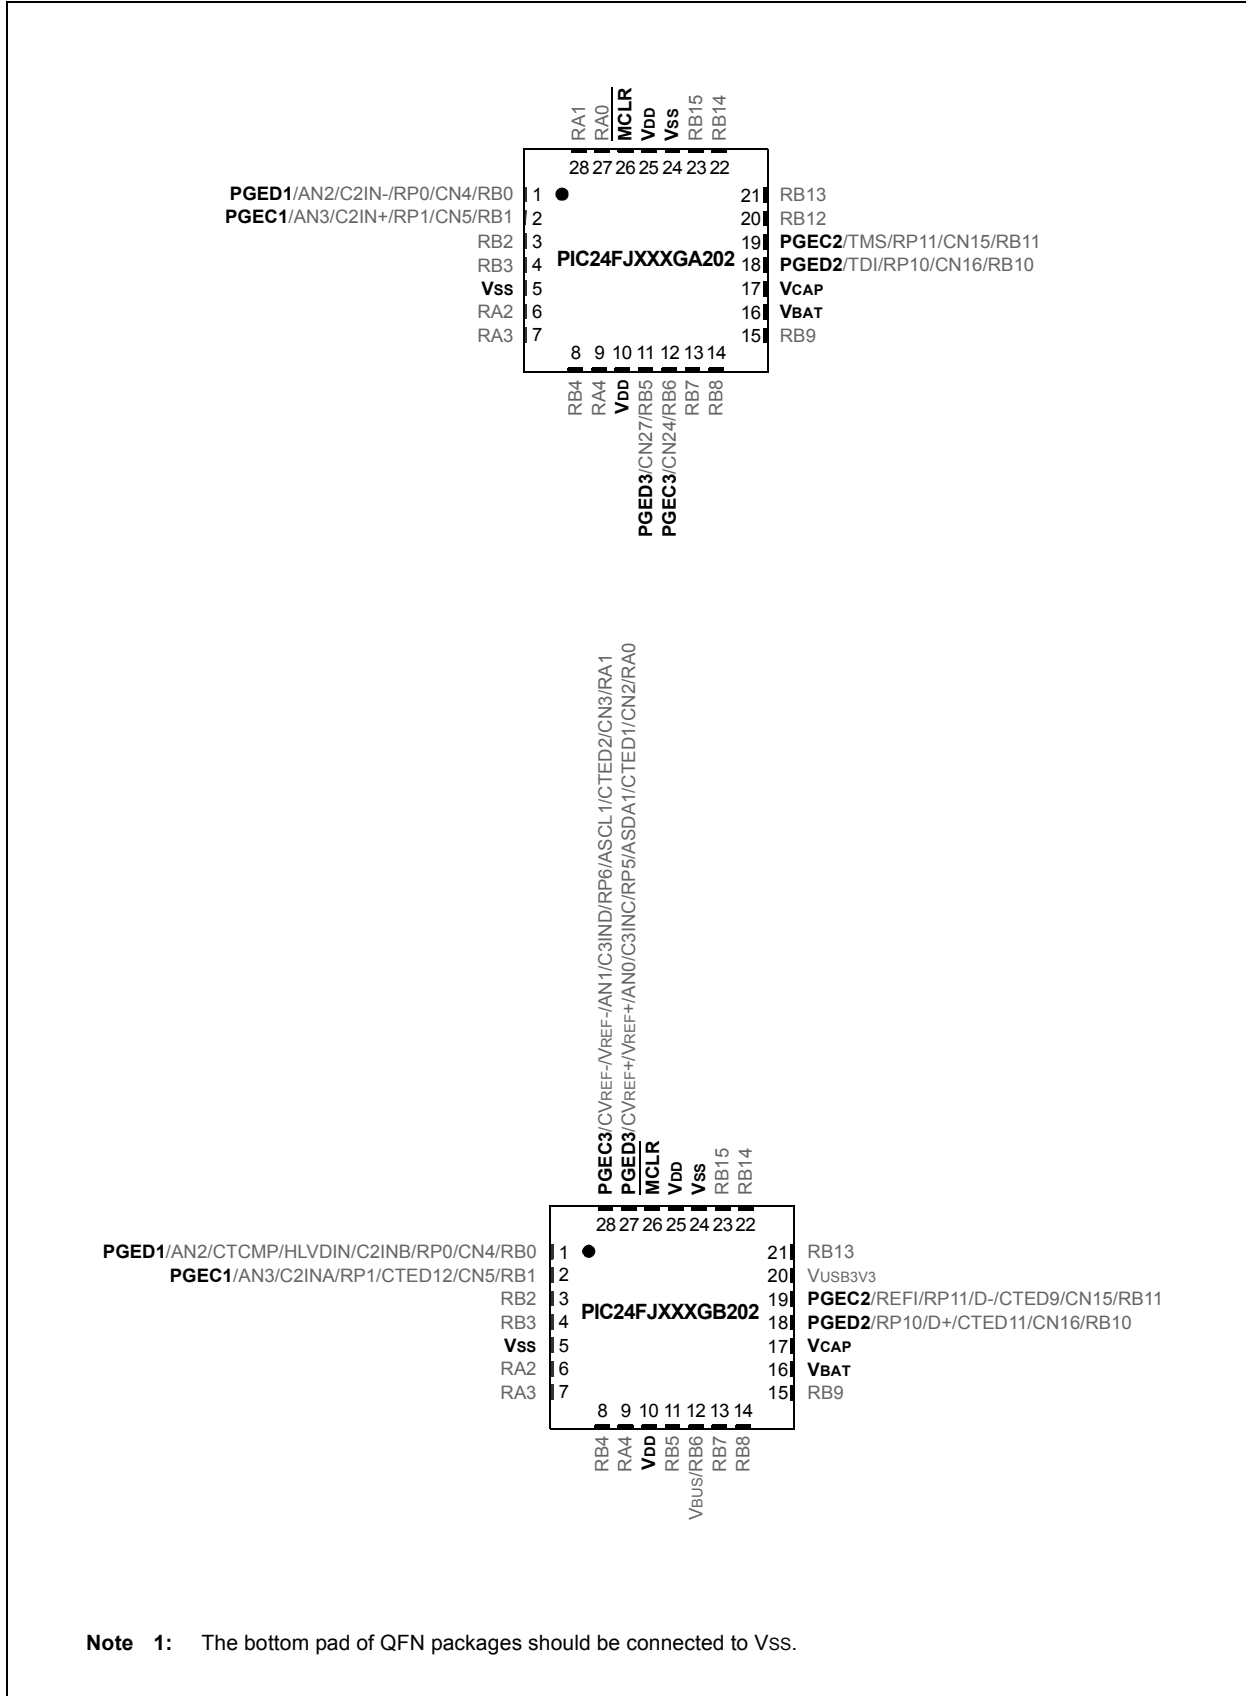 RA1
RA0
MCLR
VDD
VSS
RB15
RB14
28 27 26 25 24 23 22
PGED1/AN2/C2IN-/RP0/CN4/RB0 1
PGEC1/AN3/C2IN+/RP1/CN5/RB1 2
RB2 3
RB3 4
VSS 5
RA2 6
RA3 7
PIC24FJXXXGA202
21 RB13
20 RB12
19 PGEC2/TMS/RP11/CN15/RB11
18 PGED2/TDI/RP10/CN16/RB10
17 VCAP
16 VBAT
15 RB9
8 9 10 11 12 13 14
RB4
RA4
VDD
PGED3/CN27/RB5
PGEC3/CN24/RB6
RB7
RB8
PGEC3/CVREF-/VREF-/AN1/C3IND/RP6/ASCL1/CTED2/CN3/RA1
PGED3/CVREF+/VREF+/AN0/C3INC/RP5/ASDA1/CTED1/CN2/RA0
MCLR
VDD
VSS
RB15
RB14
28 27 26 25 24 23 22
PGED1/AN2/CTCMP/HLVDIN/C2INB/RP0/CN4/RB0 1
PGEC1/AN3/C2INA/RP1/CTED12/CN5/RB1 2
RB2 3
RB3 4
VSS 5
RA2 6
RA3 7
PIC24FJXXXGB202
21 RB13
20 VUSB3V3
19 PGEC2/REFI/RP11/D-/CTED9/CN15/RB11
18 PGED2/RP10/D+/CTED11/CN16/RB10
17 VCAP
16 VBAT
15 RB9
8 9 10 11 12 13 14
RB4
RA4
VDD
RB5
VBUS/RB6
RB7
RB8
Note 1: The bottom pad of QFN packages should be connected to VSS.